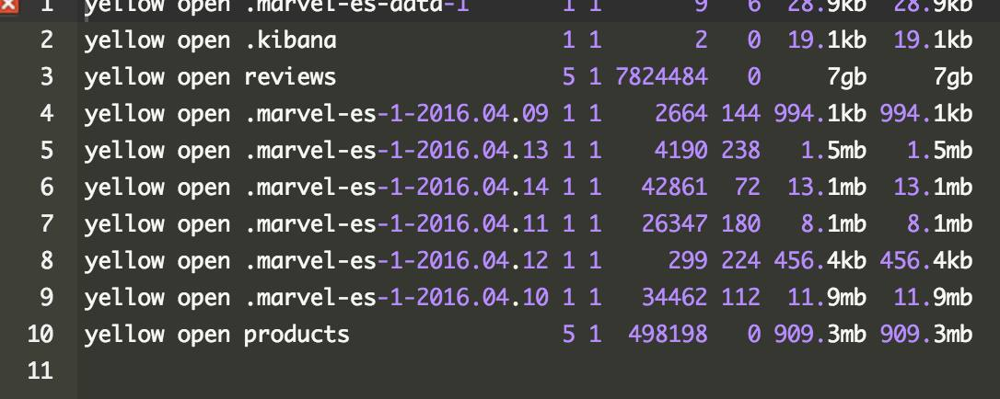 1 yellow open .marvel-es-data-1 1 1 9 6 28.9kb 28.9kb
2 yellow open .kibana 1 1 2 0 19.1kb 19.1kb
3 yellow open reviews 5 1 7824484 0 7gb 7gb
4 yellow open .marvel-es-1-2016.04.09 1 1 2664 144 994.1kb 994.1kb
5 yellow open .marvel-es-1-2016.04.13 1 1 4190 238 1.5mb 1.5mb
6 yellow open .marvel-es-1-2016.04.14 1 1 42861 72 13.1mb 13.1mb
7 yellow open .marvel-es-1-2016.04.11 1 1 26347 180 8.1mb 8.1mb
8 yellow open .marvel-es-1-2016.04.12 1 1 299 224 456.4kb 456.4kb
9 yellow open .marvel-es-1-2016.04.10 1 1 34462 112 11.9mb 11.9mb
10 yellow open products 5 1 498198 0 909.3mb 909.3mb
11